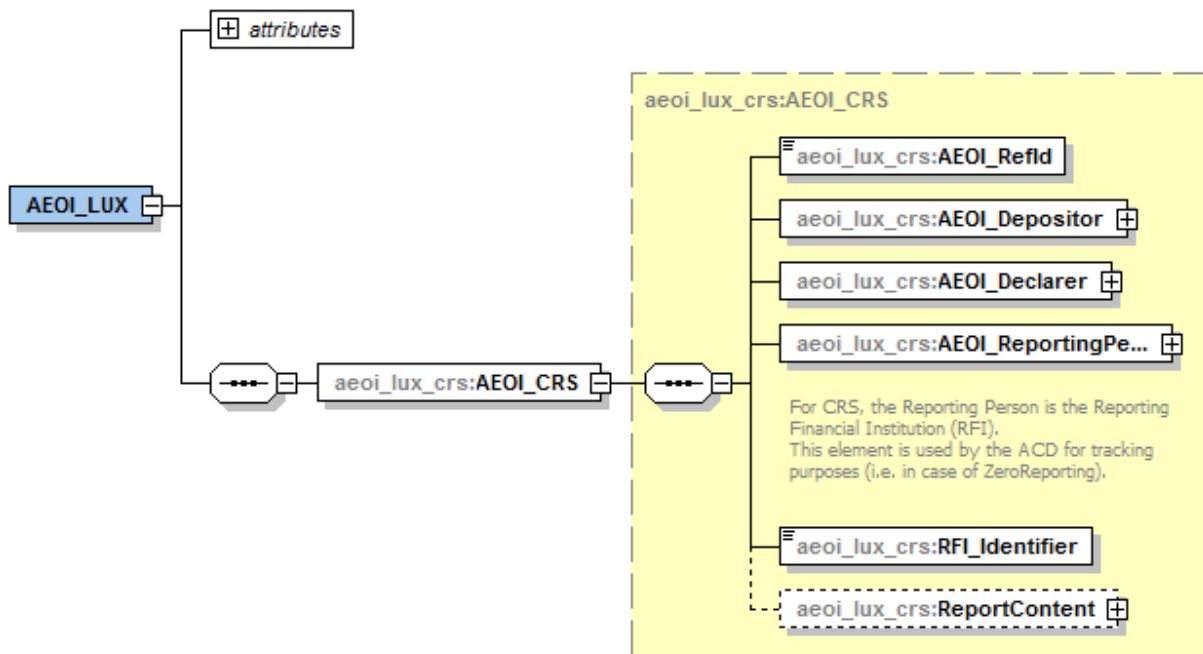 attributes
aeoi_lux_crs:AEOI_CRS
aeoi_lux_crs:AEOI_RefId
AEOI_LUX
aeoi_lux_crs:AEOI_Depositor
aeoi_lux_crs:AEOI_Declarer
aeoi_lux_crs:AEOI_ReportingPe...
aeoi_lux_crs:AEOI_CRS
For CRS, the Reporting Person is the Reporting
Financial Institution (RFI).
This element is used by the ACD for tracking
purposes (i.e. in case of ZeroReporting).
aeoi_lux_crs:RFI_Identifier
aeoi_lux_crs:ReportContent